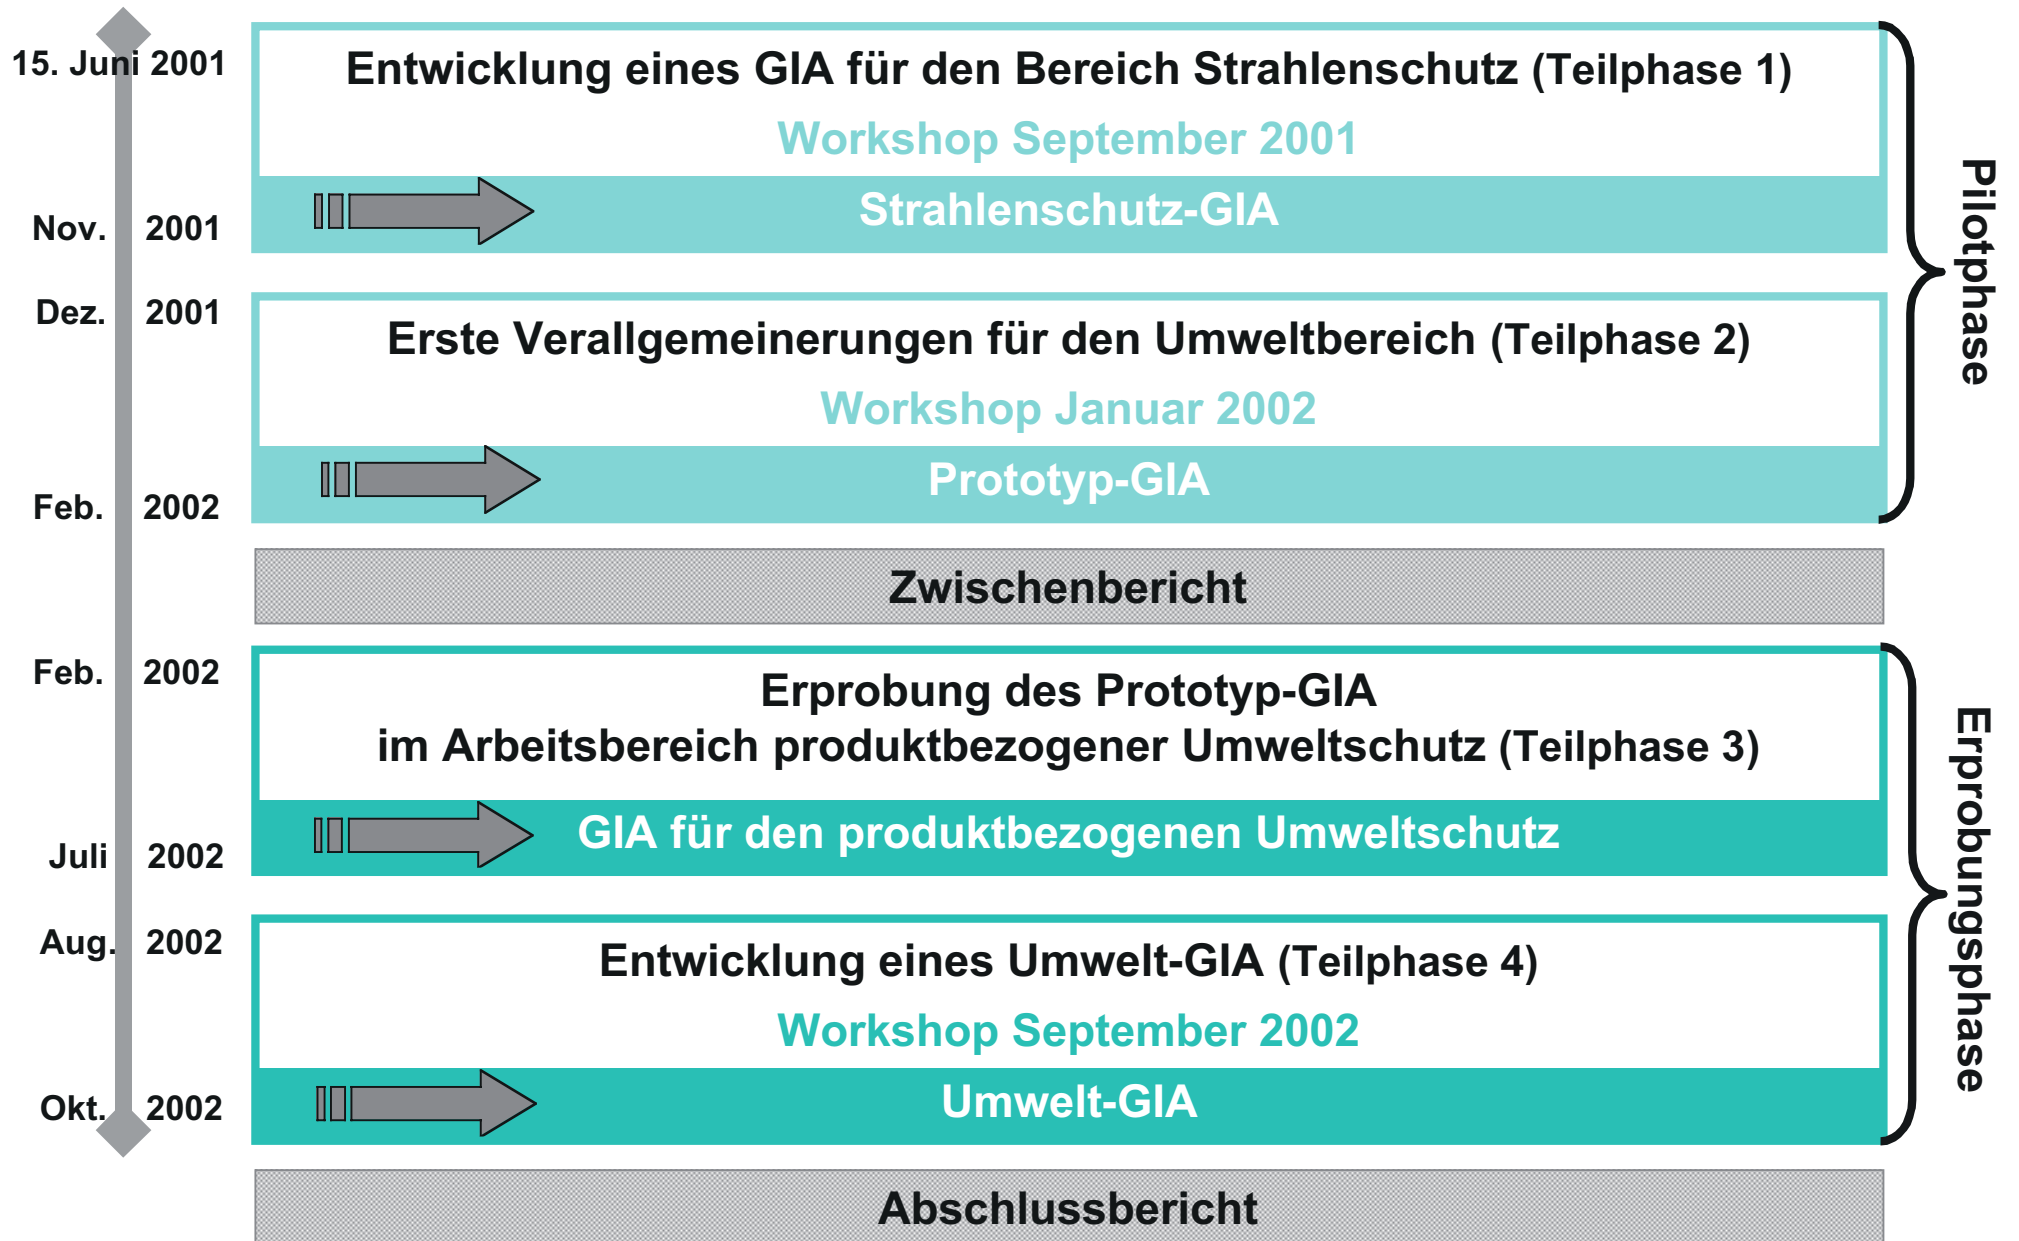 15. Juni 2001
Entwicklung eines GIA für den Bereich Strahlenschutz (Teilphase 1)
Workshop September 2001
Strahlenschutz-GIA
Nov. 2001
Pilotphase
Dez. 2001
Erste Verallgemeinerungen für den Umweltbereich (Teilphase 2)
Workshop Januar 2002
Prototyp-GIA
Feb. 2002
Zwischenbericht
Feb. 2002
Erprobung des Prototyp-GIA
im Arbeitsbereich produktbezogener Umweltschutz (Teilphase 3)
GIA für den produktbezogenen Umweltschutz
Juli 2002
Erprobungsphase
Aug. 2002
Entwicklung eines Umwelt-GIA (Teilphase 4)
Workshop September 2002
Umwelt-GIA
Okt. 2002
Abschlussbericht